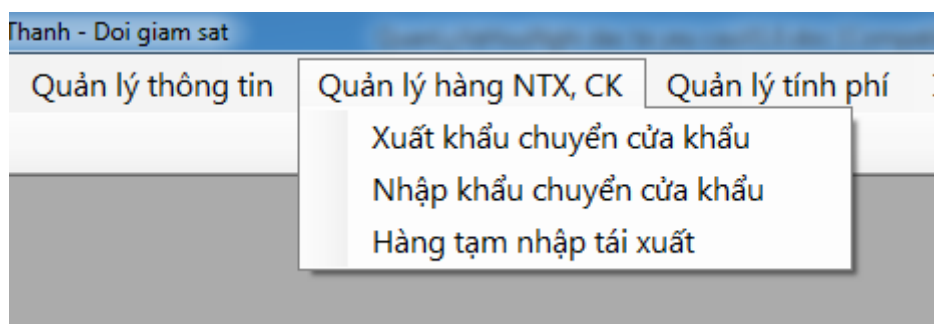 Thanh - Doi giam sat
Quản lý thông tin Quản lý hàng NTX, CK Quản lý tính phí
Xuất khẩu chuyển cửa khẩu
Nhập khẩu chuyển cửa khẩu
Hàng tạm nhập tái xuất